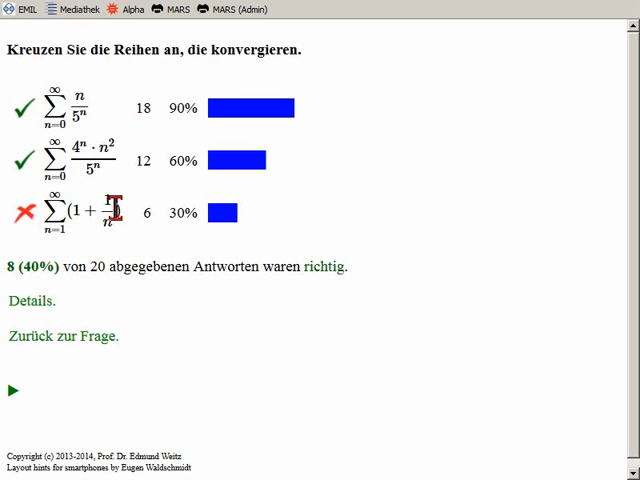 EMIL Mediathek Alpha MARS MARS (Admin)
Kreuzen Sie die Reihen an, die konvergieren.
∑_{n=0}^{∞} n/5^n 18 90%
∑_{n=0}^{∞} (4^n · n^2)/5^n 12 60%
∑_{n=1}^{∞} (1 + 1/n) 6 30%
8 (40%) von 20 abgegebenen Antworten waren richtig.
Details.
Zurück zur Frage.
Copyright (c) 2013-2014, Prof. Dr. Edmund Weitz
Layout hints for smartphones by Eugen Waldschmidt